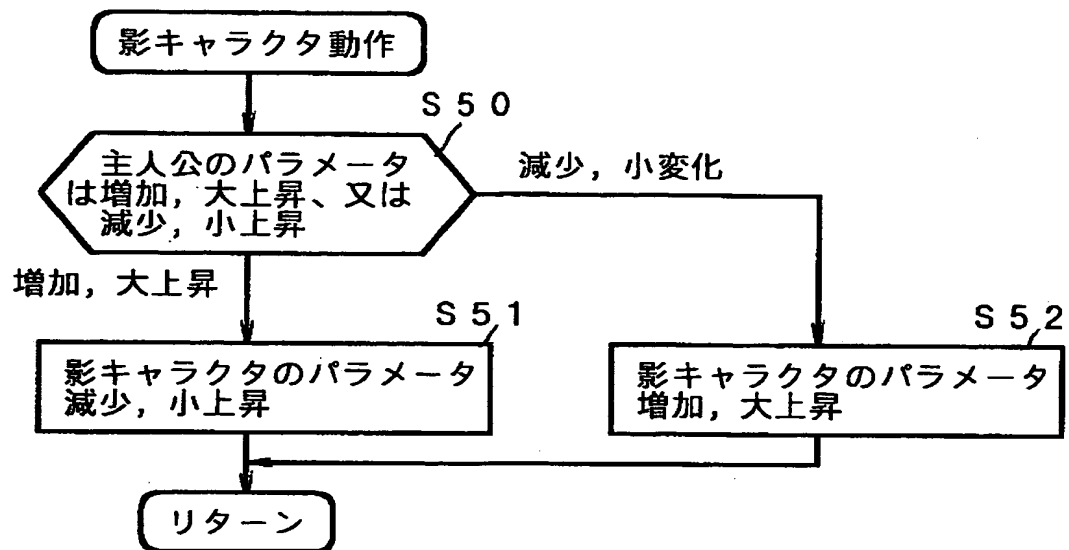 影キャラクタ動作
S50
主人公のパラメータ
は増加，大上昇、又は
減少，小上昇
減少，小変化
増加，大上昇
S51
影キャラクタのパラメータ
減少，小上昇
S52
影キャラクタのパラメータ
増加，大上昇
リターン